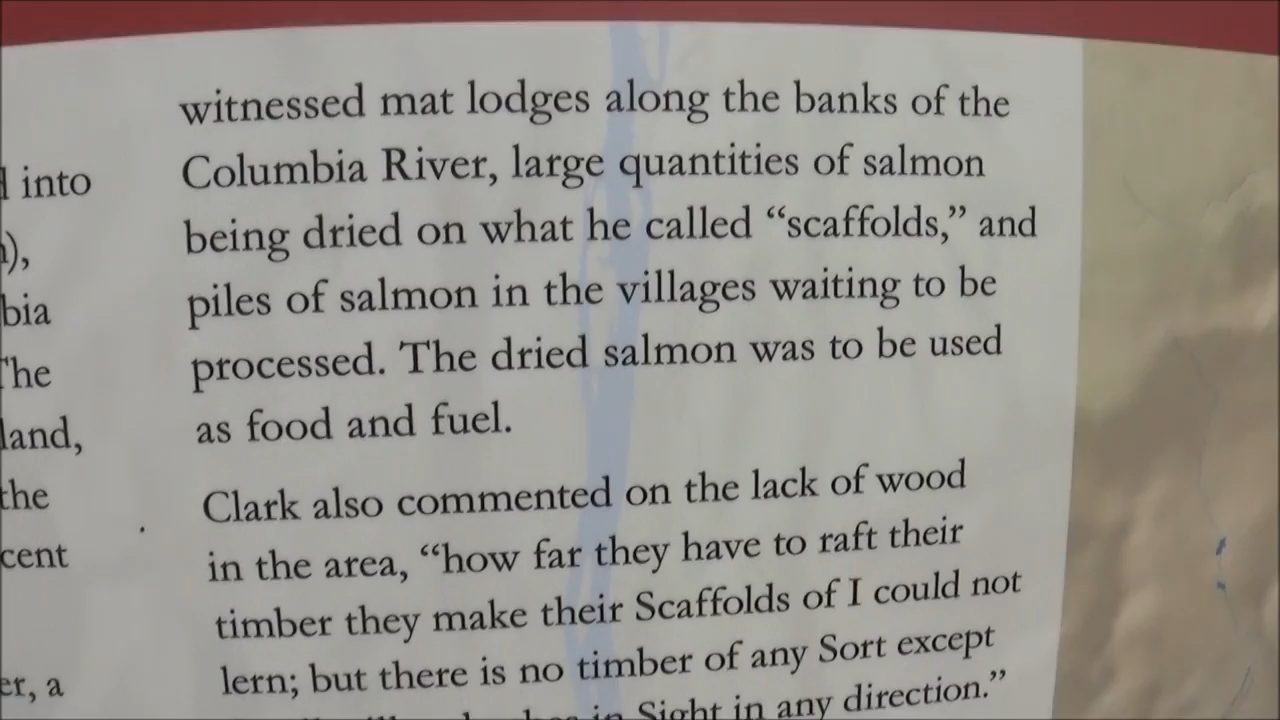 into
bia
land,
the
cent
er, a
witnessed mat lodges along the banks of the
Columbia River, large quantities of salmon
being dried on what he called “scaffolds,” and
piles of salmon in the villages waiting to be
processed. The dried salmon was to be used
as food and fuel.
Clark also commented on the lack of wood
in the area, “how far they have to raft their
timber they make their Scaffolds of I could not
lern; but there is no timber of any Sort except
in Sight in any direction.”